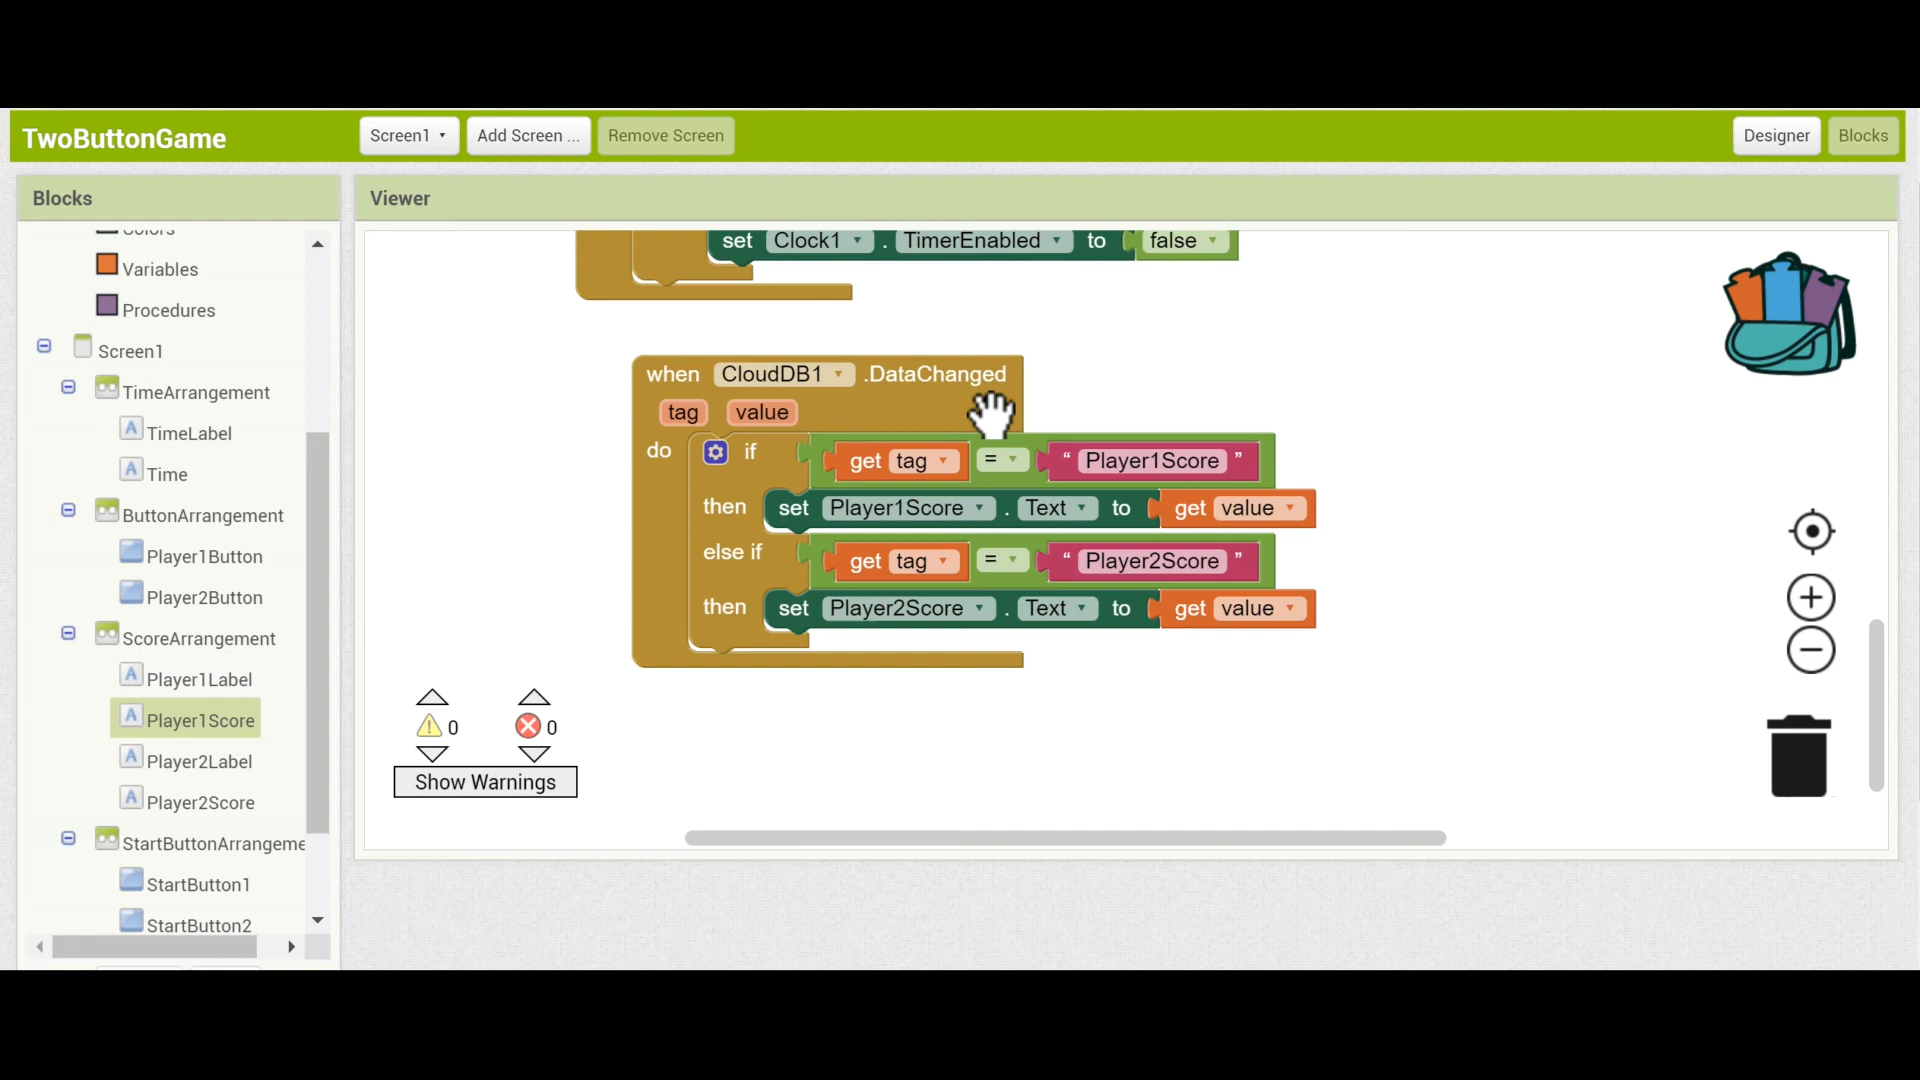 TwoButtonGame
Screen1
Add Screen ...
Remove Screen
Designer
Blocks
Blocks
Colors
Variables
Procedures
Screen1
TimeArrangement
TimeLabel
Time
ButtonArrangement
Player1Button
Player2Button
ScoreArrangement
Player1Label
Player1Score
Player2Label
Player2Score
StartButtonArrangeme
StartButton1
StartButton2
Viewer
set Clock1 . TimerEnabled to false
when CloudDB1 .DataChanged
tag value
do if get tag = “ Player1Score ”
then set Player1Score . Text to get value
else if get tag = “ Player2Score ”
then set Player2Score . Text to get value
0 0
Show Warnings